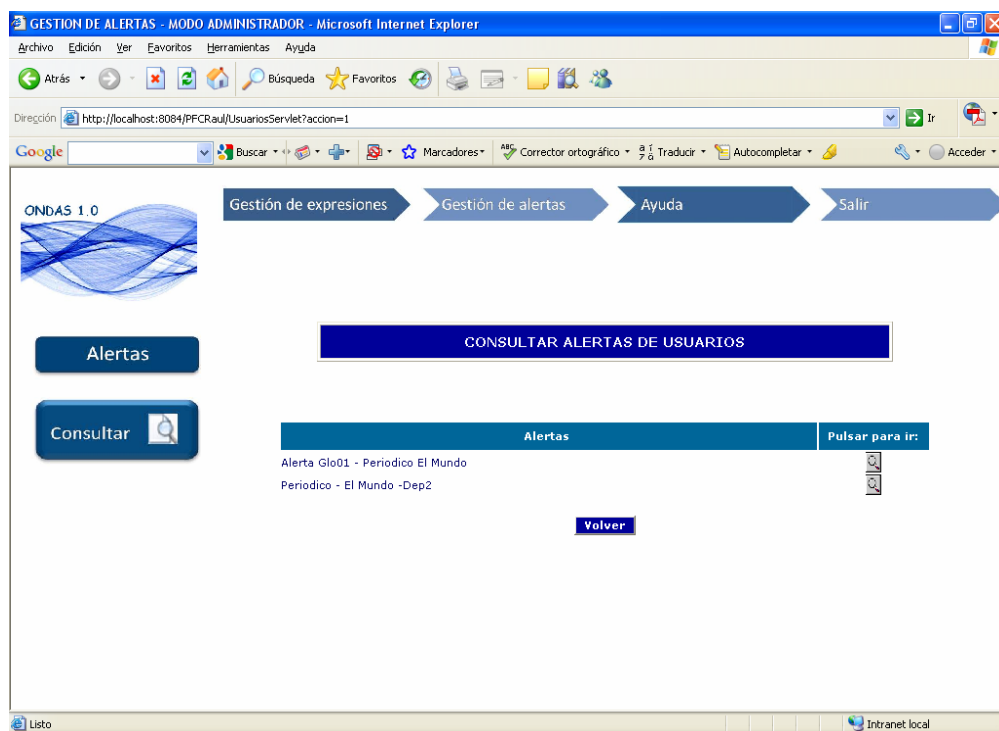 GESTION DE ALERTAS - MODO ADMINISTRADOR - Microsoft Internet Explorer
Archivo Edición Ver Favoritos Herramientas Ayuda
Atrás Búsqueda Favoritos
Dirección http://localhost:8084/PFCRaul/UsuariosServlet?accion=1 Ir
Google Buscar Marcadores ABC Corrector ortográfico Traducir Autocompletar Acceder
ONDAS 1.0
Gestión de expresiones Gestión de alertas Ayuda Salir
CONSULTAR ALERTAS DE USUARIOS
Alertas
Consultar
Alertas Pulsar para ir:
Alerta Glo01 - Periodico El Mundo
Periodico - El Mundo -Dep2
Volver
Listo Intranet local